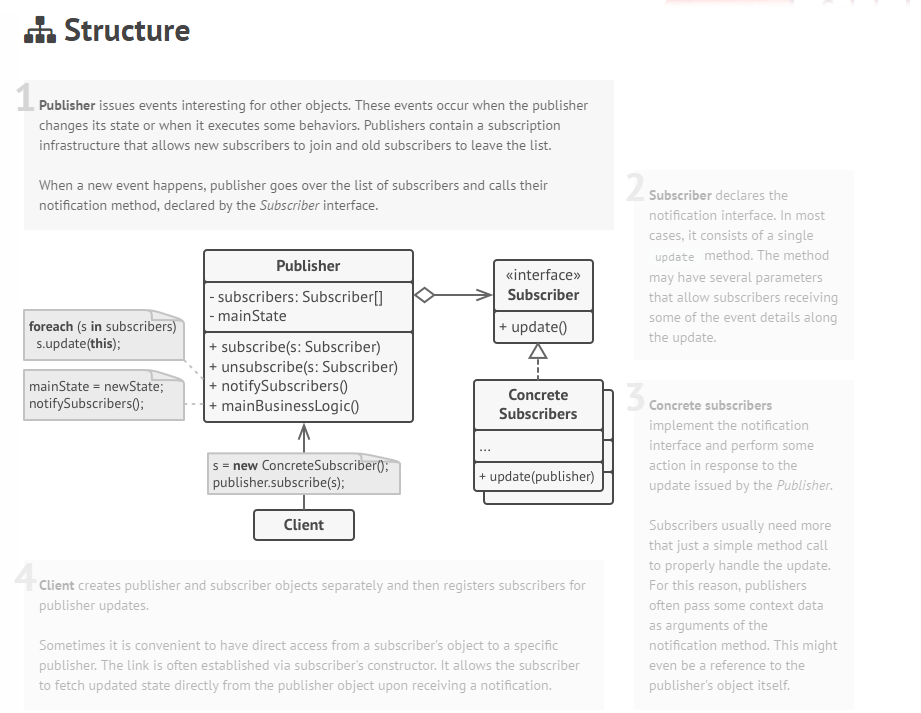 Structure
1
Publisher issues events interesting for other objects. These events occur when the publisher
changes its state or when it executes some behaviors. Publishers contain a subscription
infrastructure that allows new subscribers to join and old subscribers to leave the list.
When a new event happens, publisher goes over the list of subscribers and calls their
notification method, declared by the Subscriber interface.
2
Subscriber declares the
notification interface. In most
cases, it consists of a single
update method. The method
may have several parameters
that allow subscribers receiving
some of the event details along
the update.
Publisher
- subscribers: Subscriber[]
- mainState
+ subscribe(s: Subscriber)
+ unsubscribe(s: Subscriber)
+ notifySubscribers()
+ mainBusinessLogic()
«interface»
Subscriber
+ update()
foreach (s in subscribers)
s.update(this);
mainState = newState;
notifySubscribers();
Concrete
Subscribers
...
+ update(publisher)
s = new ConcreteSubscriber();
publisher.subscribe(s);
Client
3
Concrete subscribers
implement the notification
interface and perform some
action in response to the
update issued by the Publisher.
Subscribers usually need more
that just a simple method call
to properly handle the update.
For this reason, publishers
often pass some context data
as arguments of the
notification method. This might
even be a reference to the
publisher's object itself.
4
Client creates publisher and subscriber objects separately and then registers subscribers for
publisher updates.
Sometimes it is convenient to have direct access from a subscriber's object to a specific
publisher. The link is often established via subscriber's constructor. It allows the subscriber
to fetch updated state directly from the publisher object upon receiving a notification.